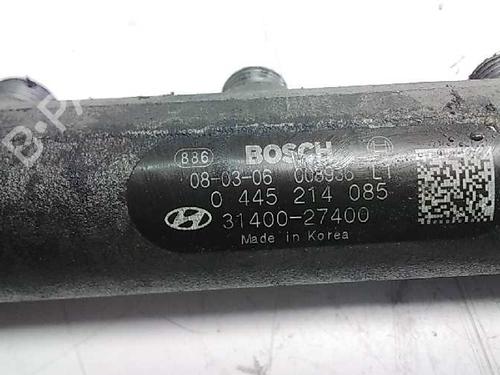 886 BOSCH
08-03-06 008936 L1
0 445 214 085
31400-27400
Made in Korea